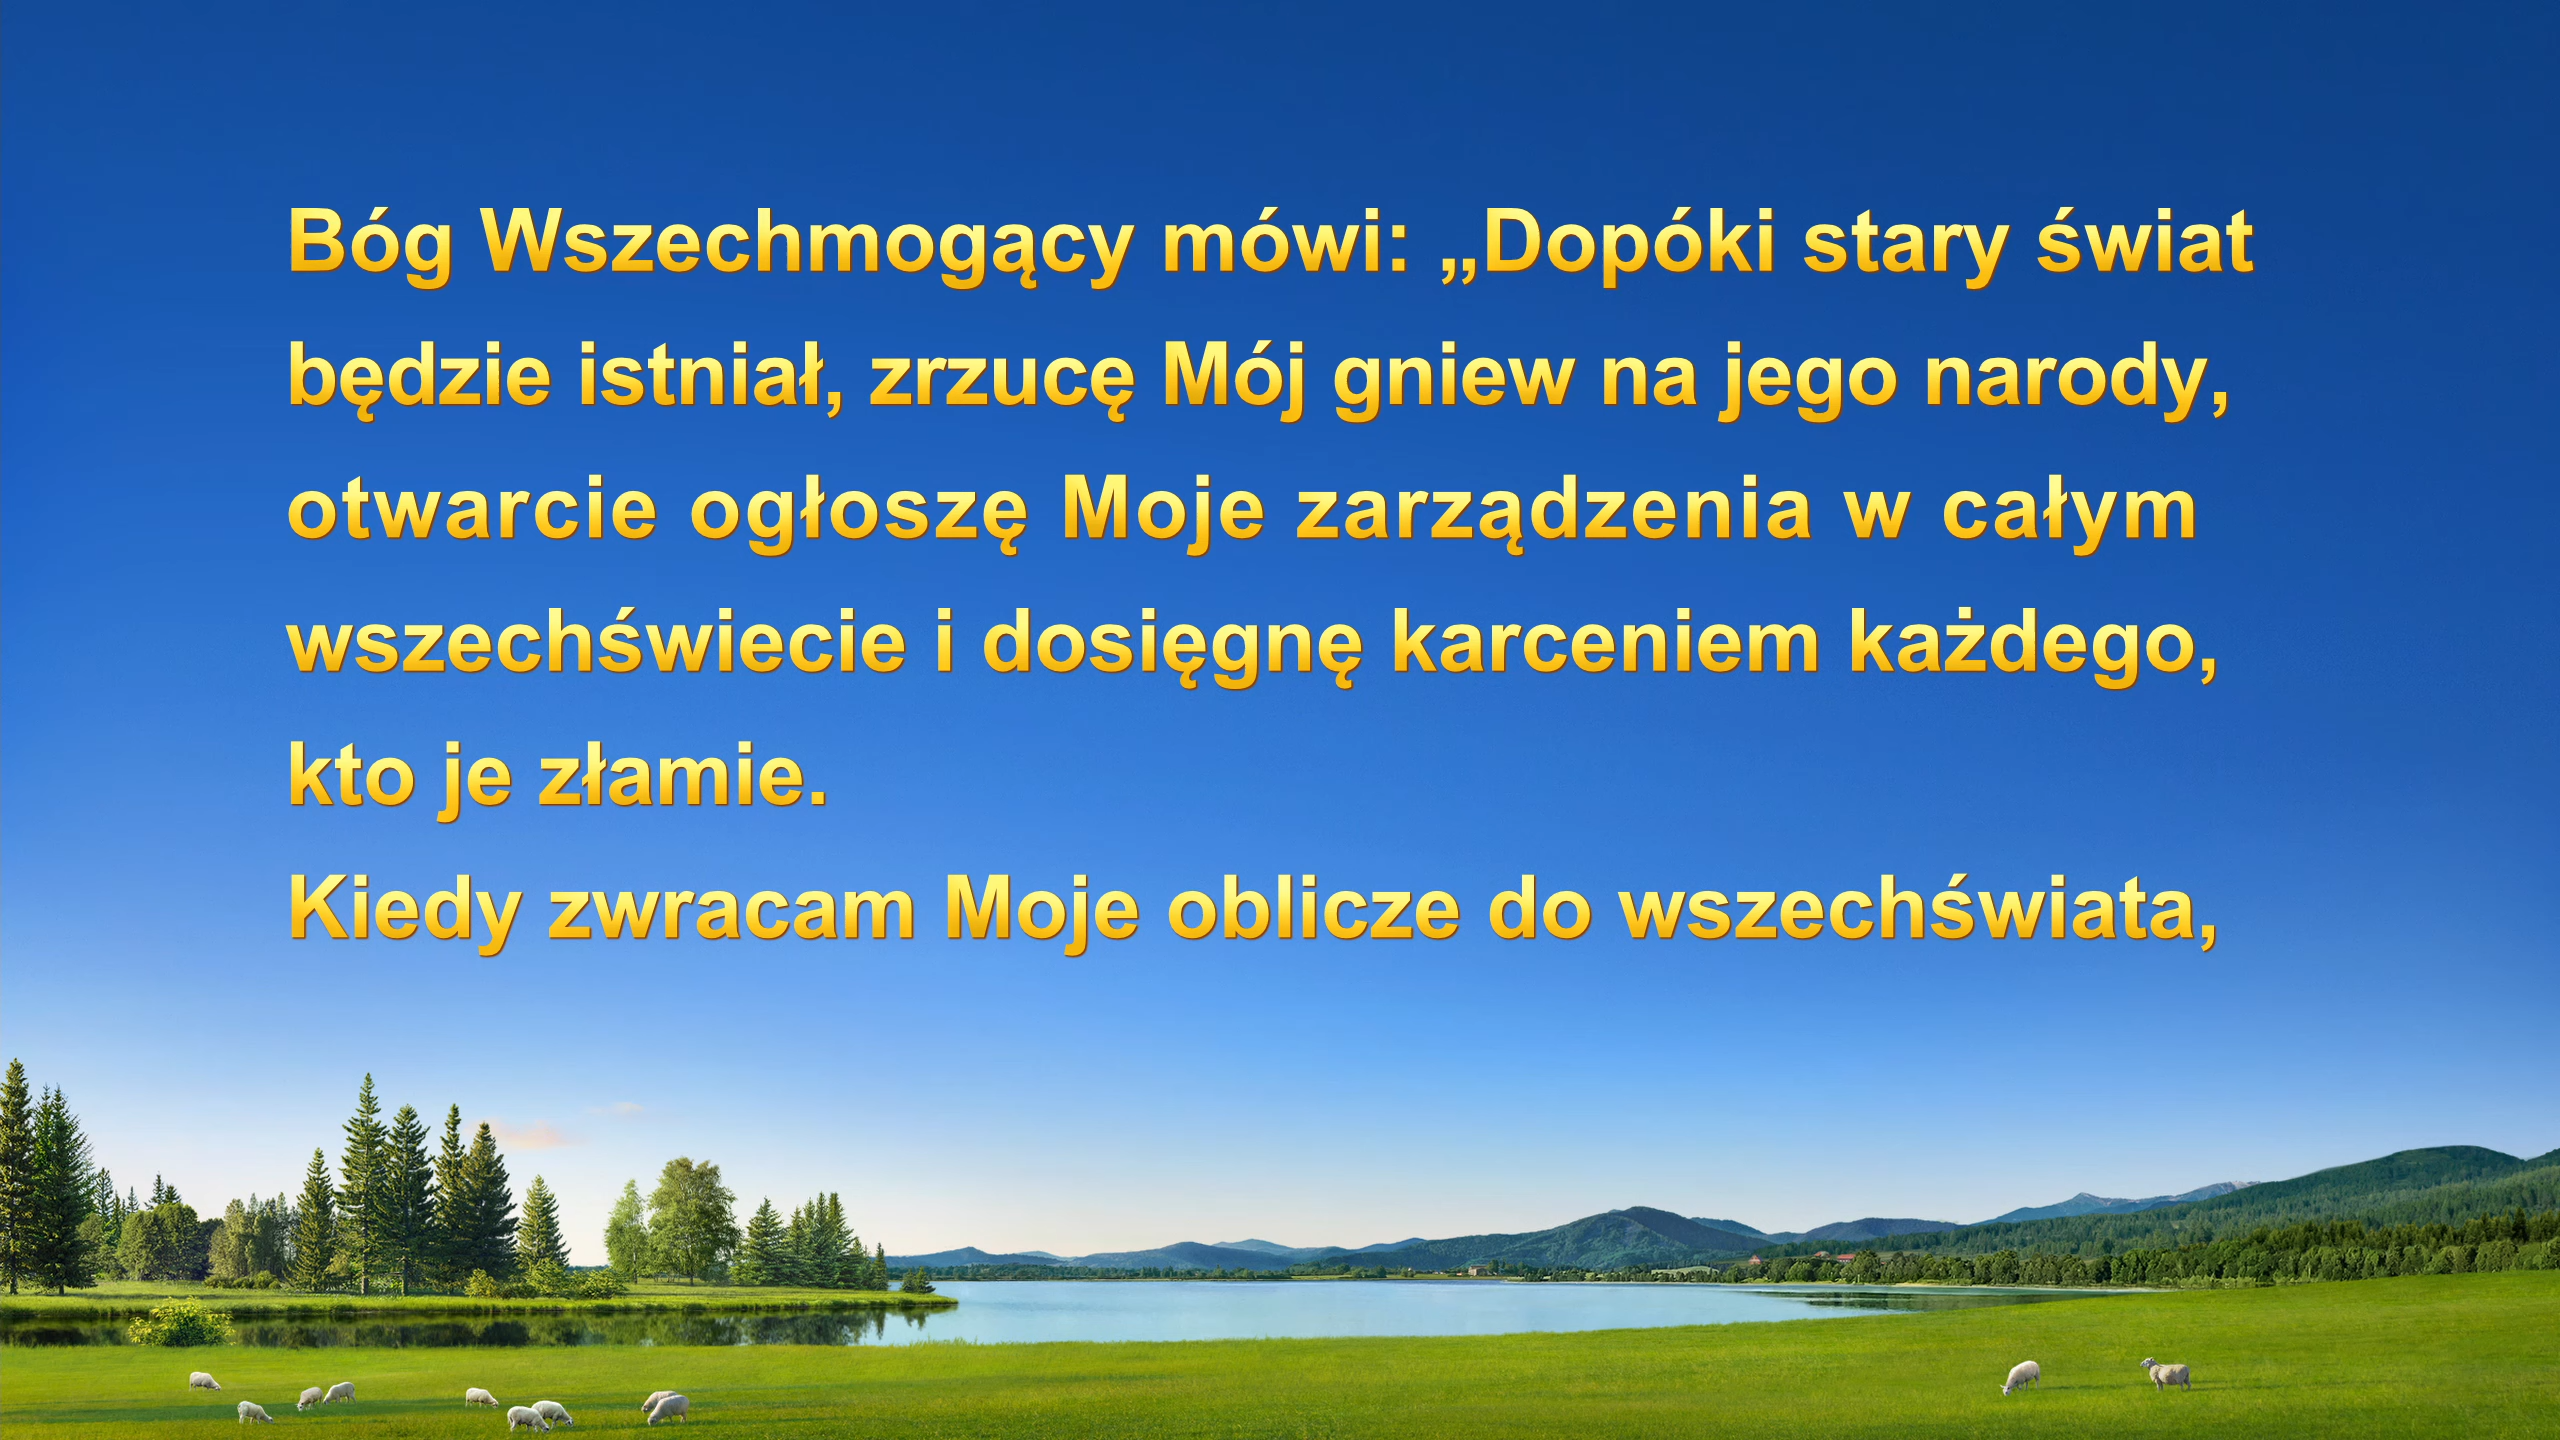 Bóg Wszechmogący mówi: „Dopóki stary świat
będzie istniał, zrzucę Mój gniew na jego narody,
otwarcie ogłoszę Moje zarządzenia w całym
wszechświecie i dosięgnę karceniem każdego,
kto je złamie.
Kiedy zwracam Moje oblicze do wszechświata,